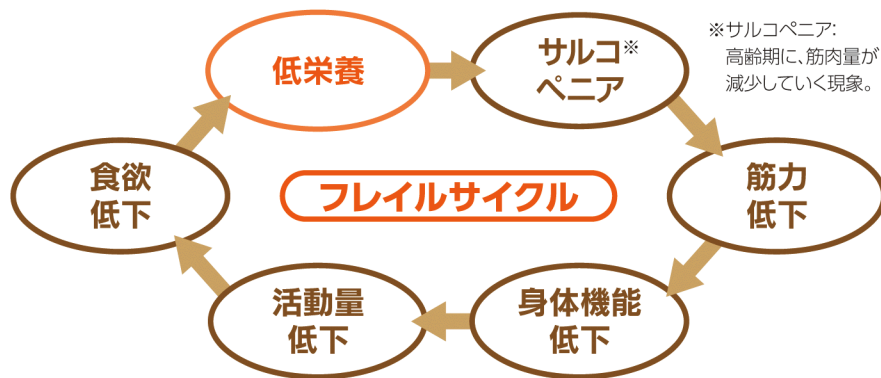 低栄養
サルコ※
ペニア
※サルコペニア:
高齢期に、筋肉量が
減少していく現象。
食欲
低下
フレイルサイクル
筋力
低下
活動量
低下
身体機能
低下